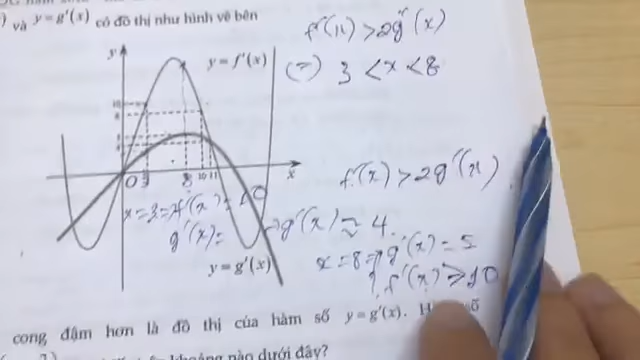 và y = g'(x) có đồ thị như hình vẽ bên
f'(x) > 2g'(x)
(=) 3 < x < 8
y
y = f'(x)
10
8
5
4
O 3 8 10 11 x
f'(x) > 2g'(x)
x = 3 => f'(x) = 10
g'(x) =
g'(x) ≈ 4.
x = 8 => g'(x) = 5
f'(x) > 10
y = g'(x)
cong đậm hơn là đồ thị của hàm số y = g'(x). số
khoảng nào dưới đây?